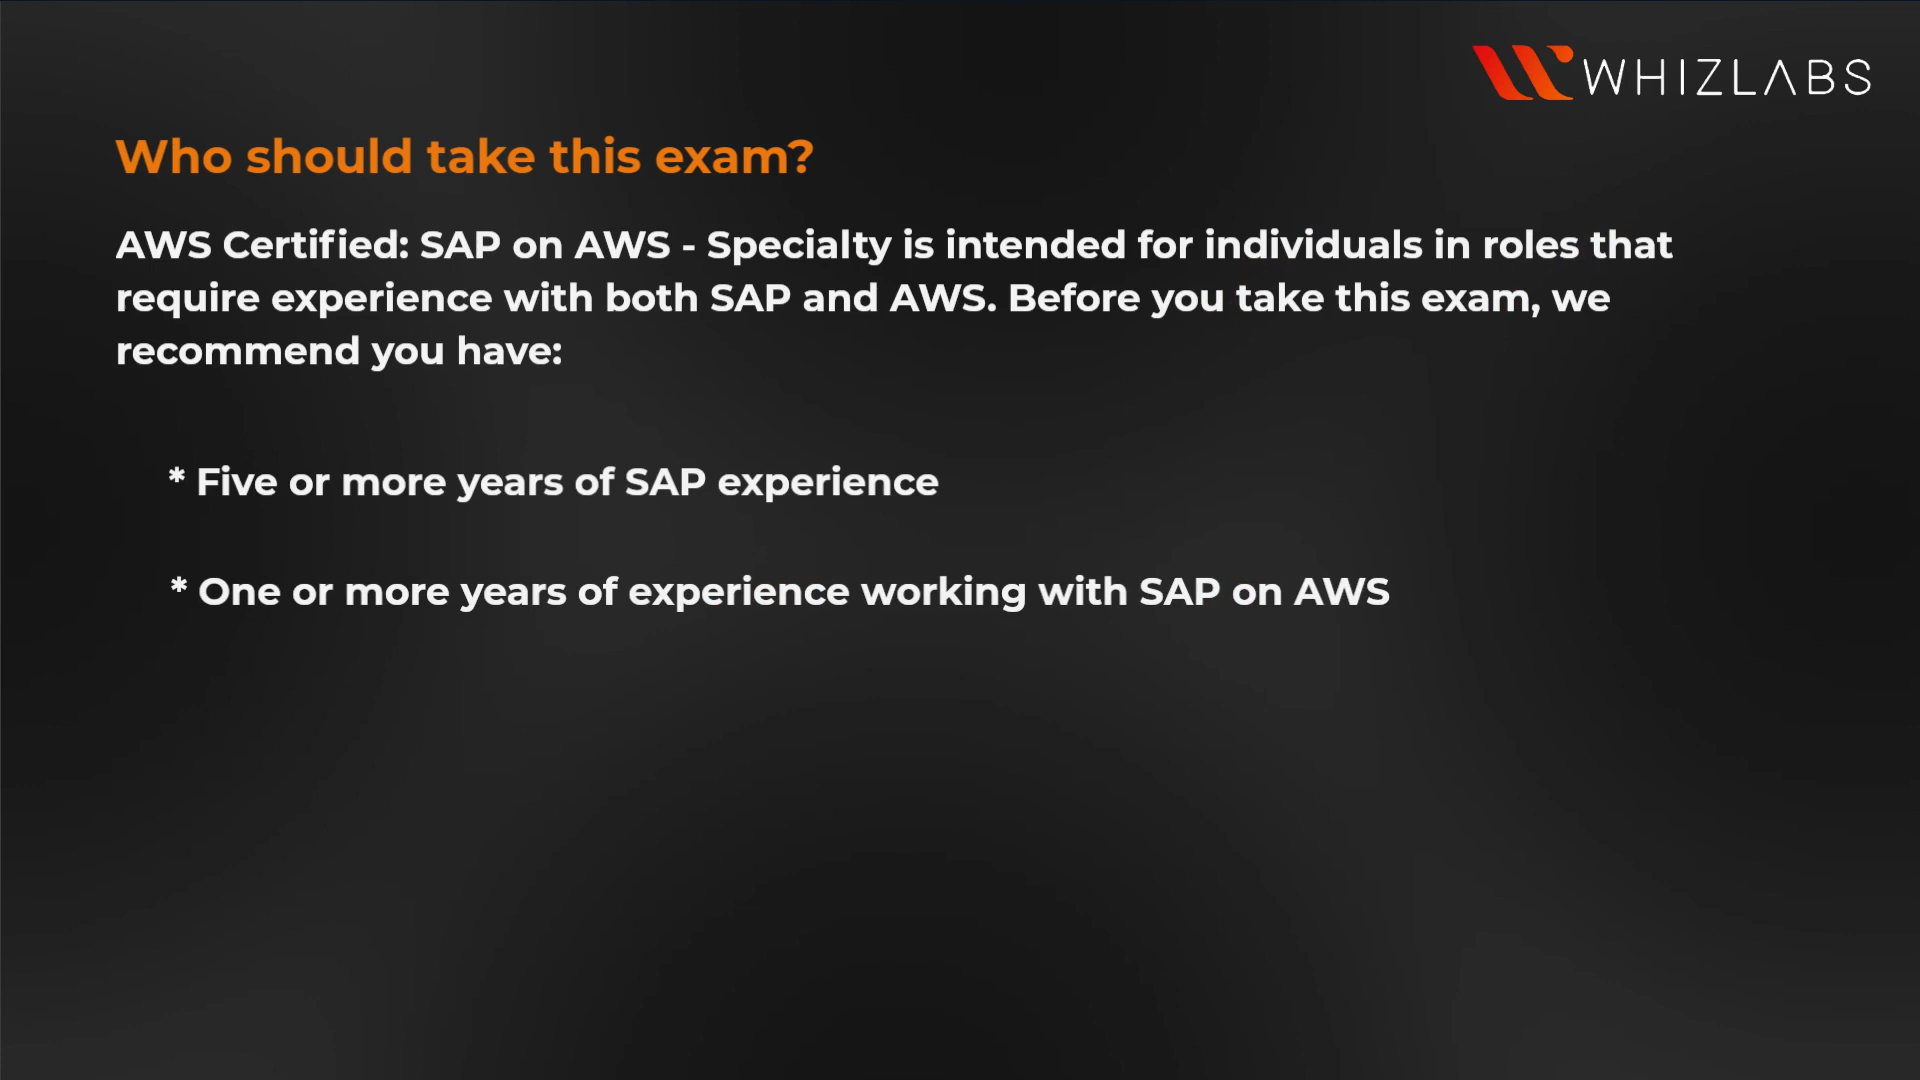 WHIZLABS
Who should take this exam?
AWS Certified: SAP on AWS - Specialty is intended for individuals in roles that
require experience with both SAP and AWS. Before you take this exam, we
recommend you have:
* Five or more years of SAP experience
* One or more years of experience working with SAP on AWS